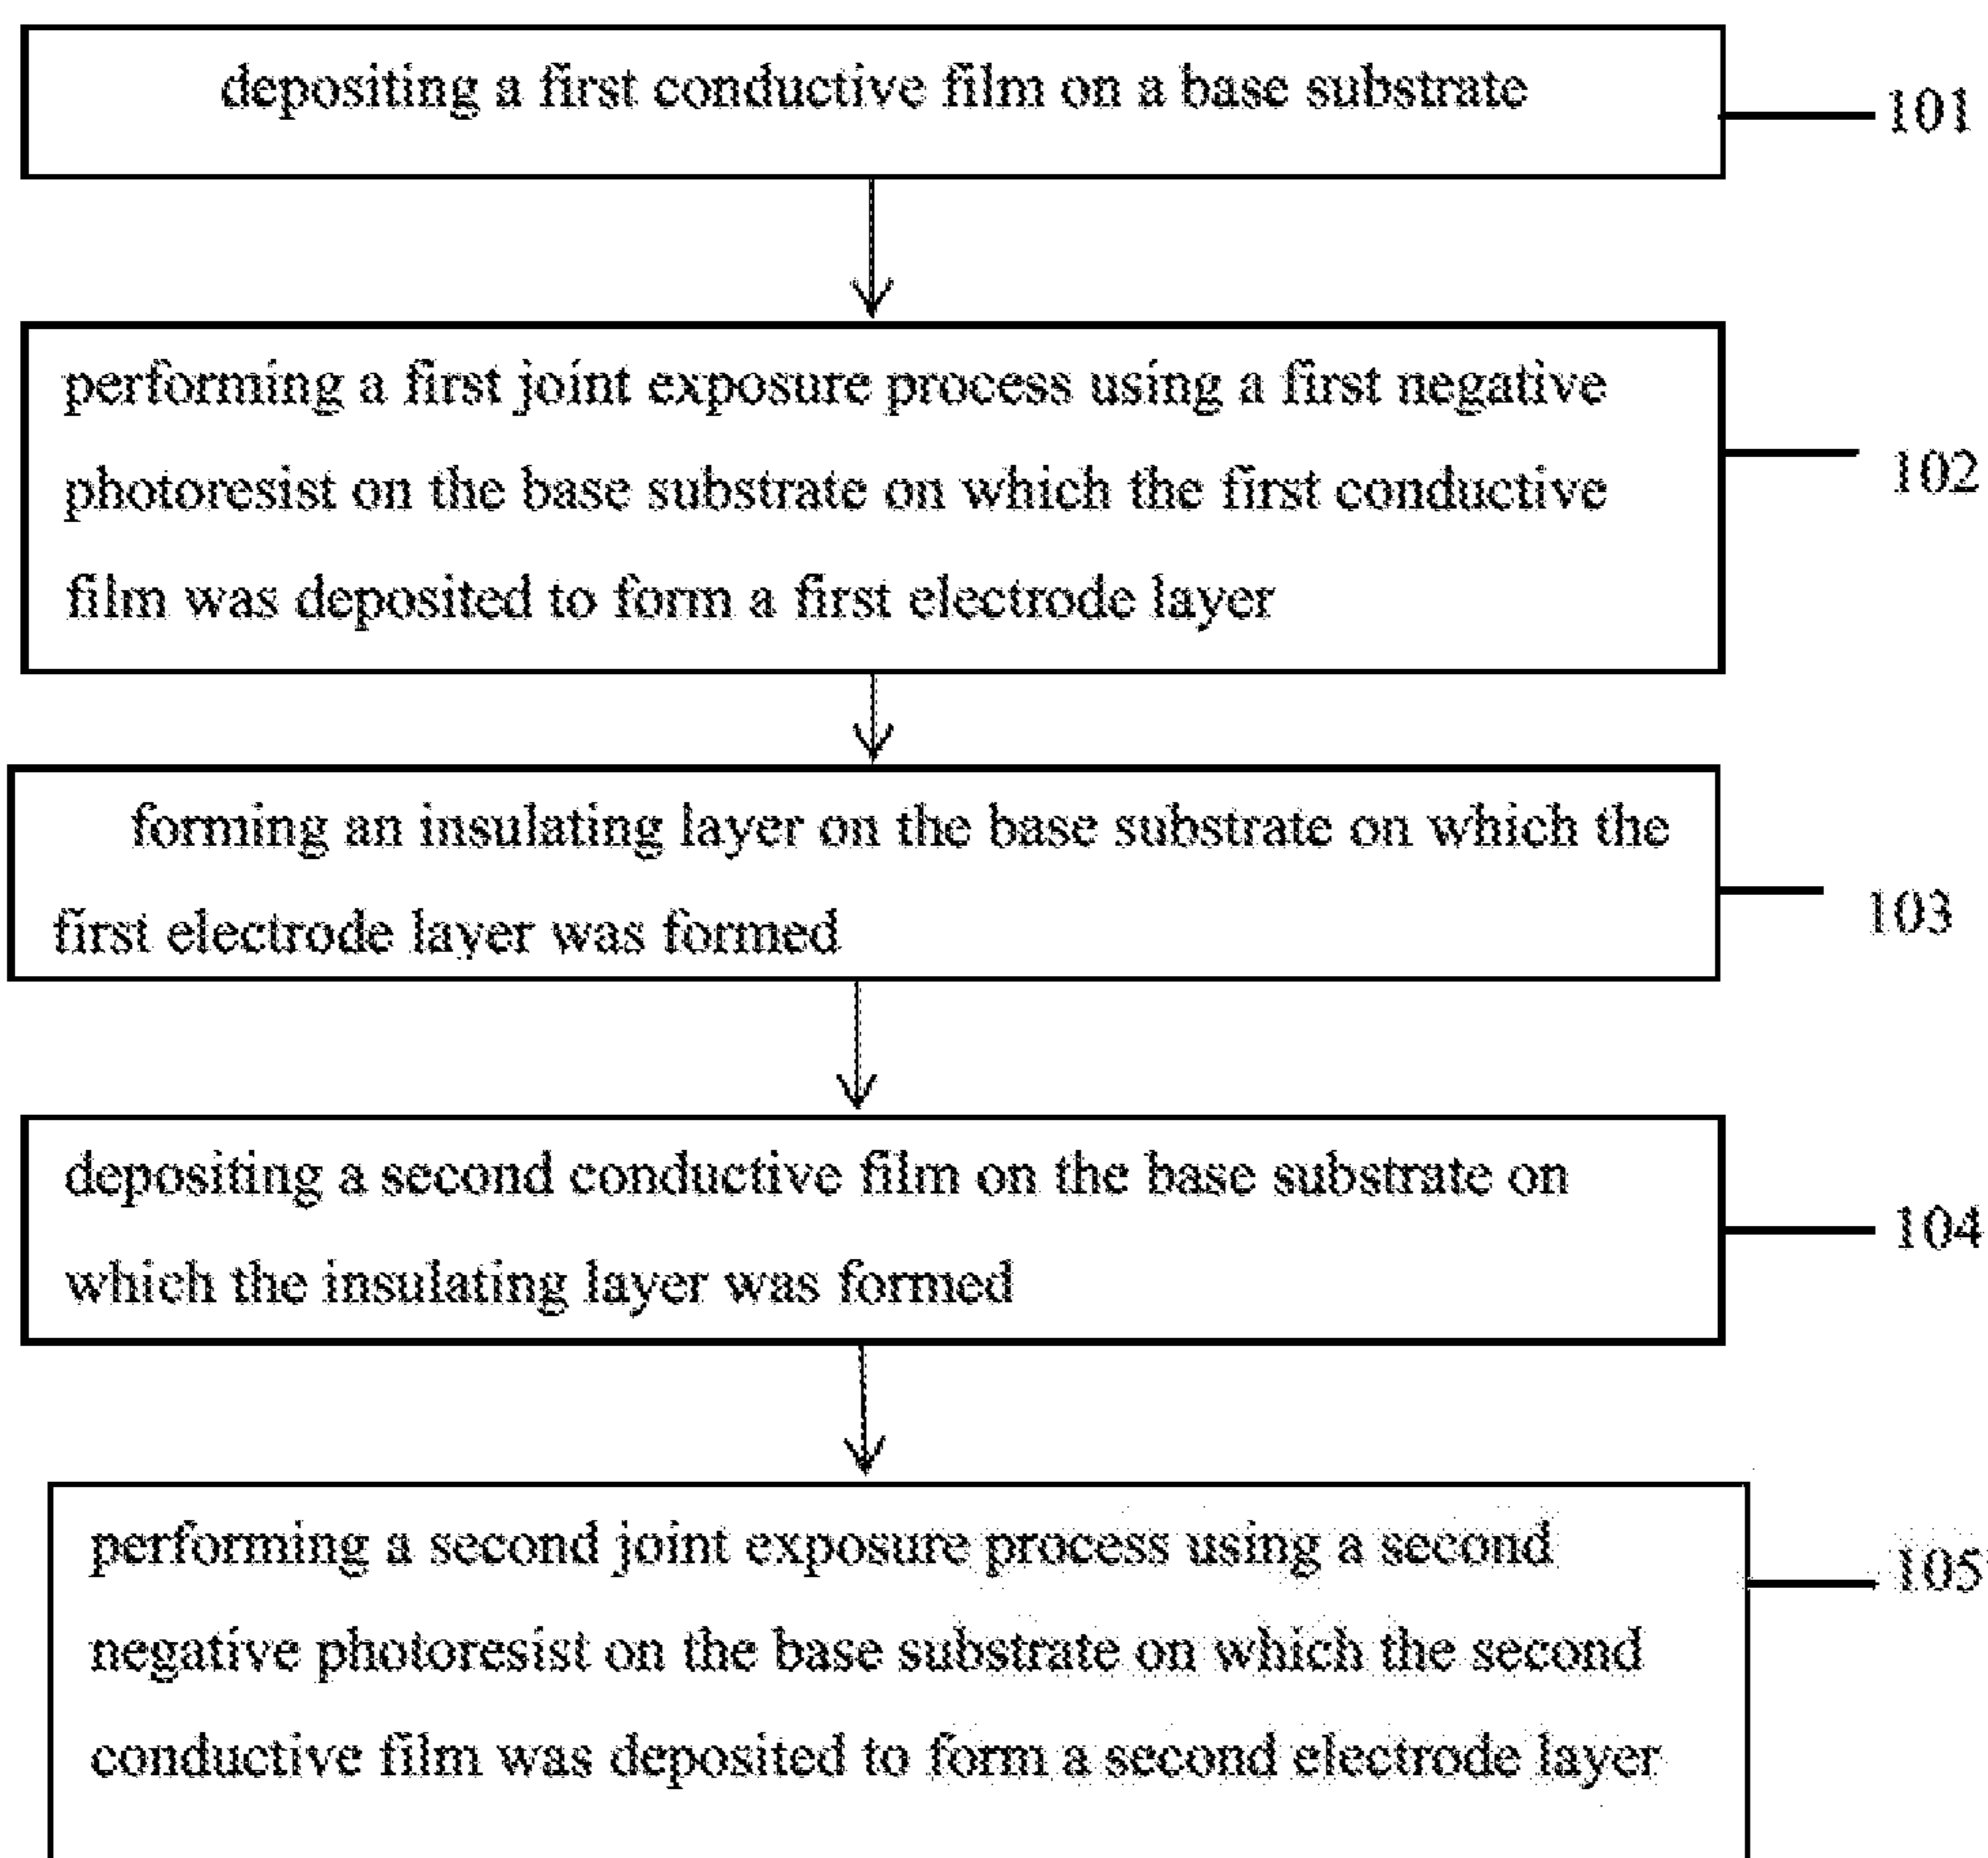 depositing a first conductive film on a base substrate
101
performing a first joint exposure process using a first negative
photoresist on the base substrate on which the first conductive
film was deposited to form a first electrode layer
102
forming an insulating layer on the base substrate on which the
first electrode layer was formed
103
depositing a second conductive film on the base substrate on
which the insulating layer was formed
104
performing a second joint exposure process using a second
negative photoresist on the base substrate on which the second
conductive film was deposited to form a second electrode layer
105